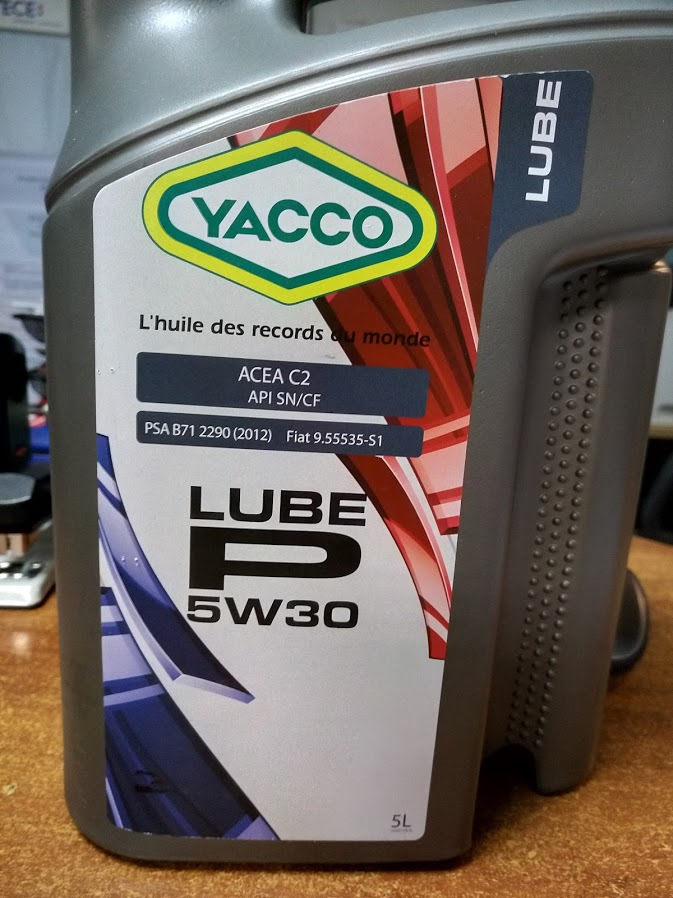 TECE:
LUBE
YACCO
L'huile des records du monde
ACEA C2
API SN/CF
PSA B71 2290 (2012) Fiat 9.55535-S1
LUBE
P
5W30
5L